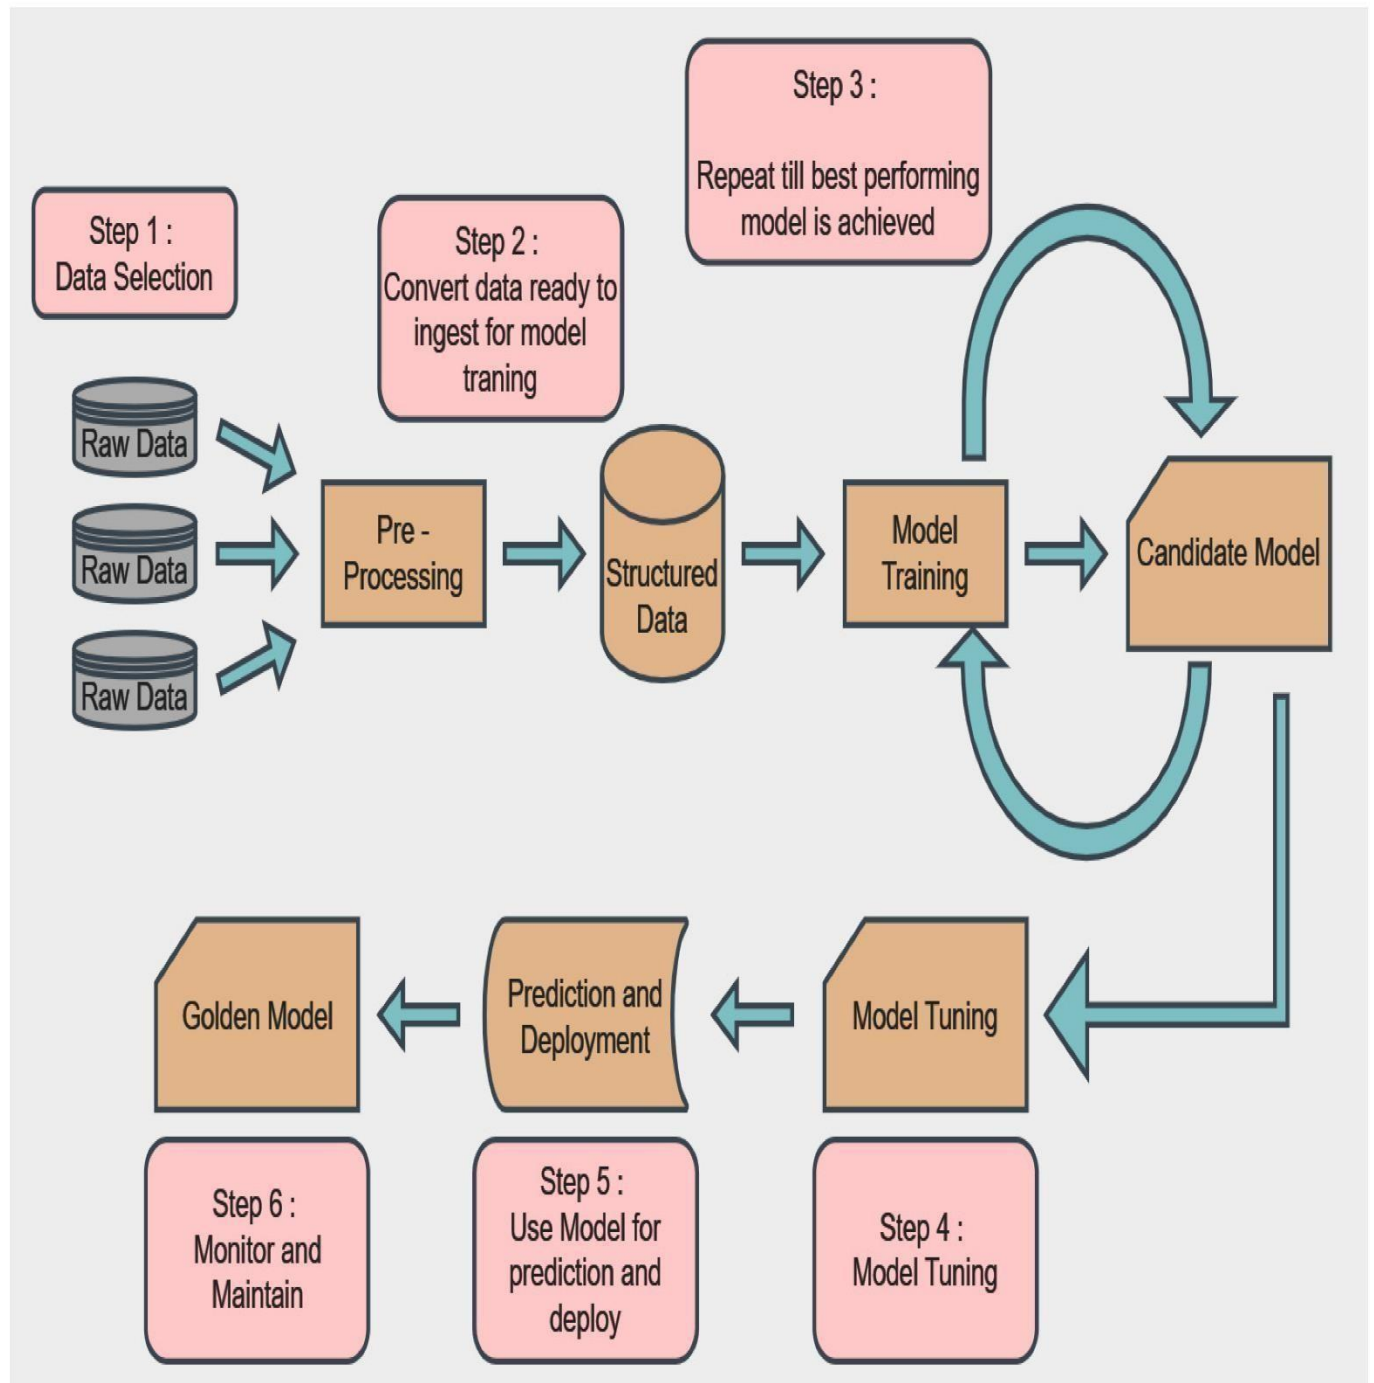 Step 1 :
Data Selection
Step 2 :
Convert data ready to
ingest for model
traning
Step 3 :
Repeat till best performing
model is achieved
Raw Data
Raw Data
Raw Data
Pre -
Processing
Structured
Data
Model
Training
Candidate Model
Golden Model
Prediction and
Deployment
Model Tuning
Step 6 :
Monitor and
Maintain
Step 5 :
Use Model for
prediction and
deploy
Step 4 :
Model Tuning